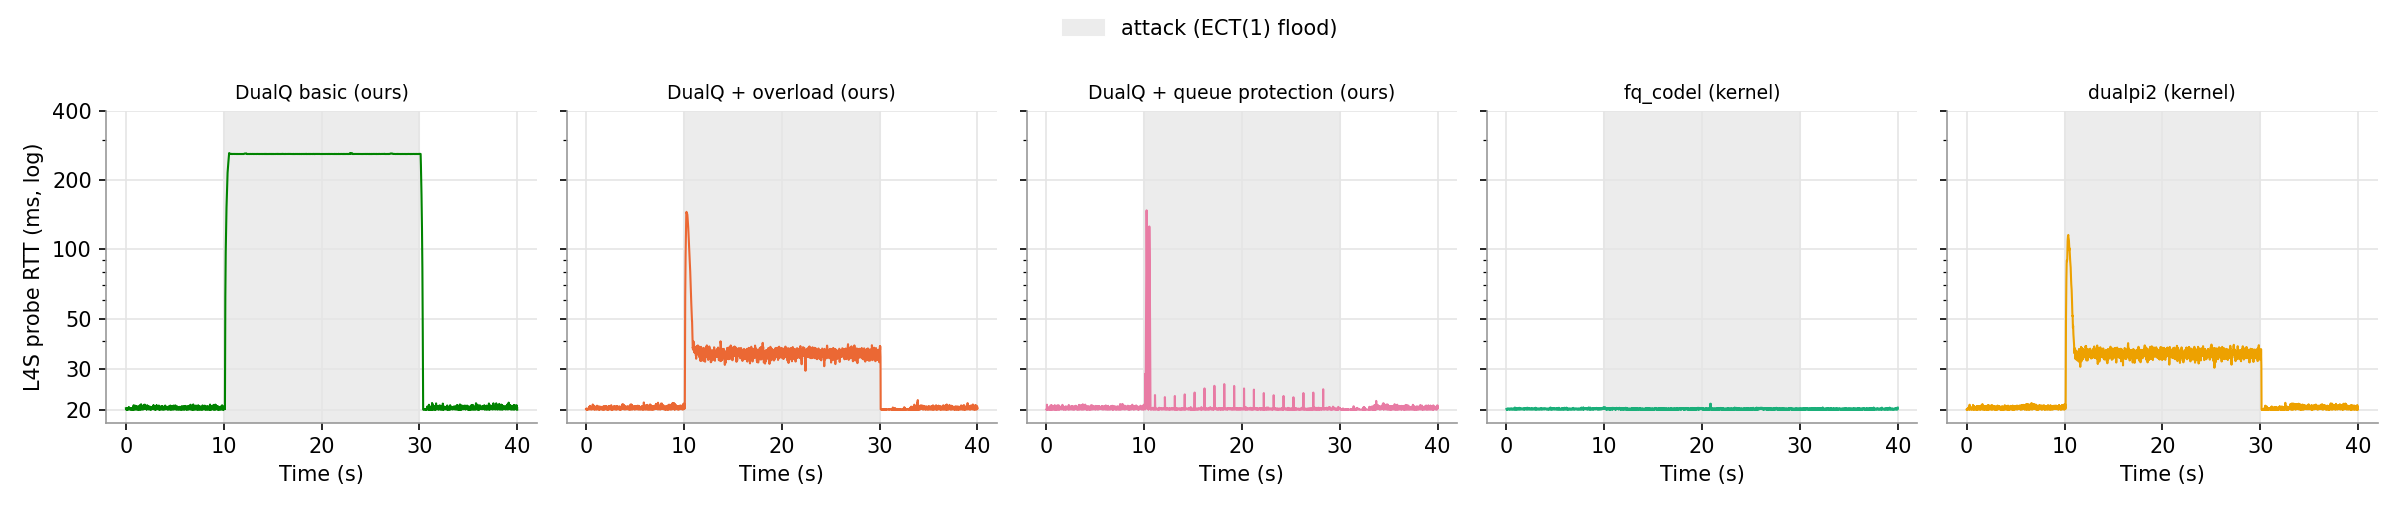 attack (ECT(1) flood)
DualQ basic (ours)
DualQ + overload (ours)
DualQ + queue protection (ours)
fq_codel (kernel)
dualpi2 (kernel)
L4S probe RTT (ms, log)
400
200
100
50
30
20
0 10 20 30 40
0 10 20 30 40
0 10 20 30 40
0 10 20 30 40
0 10 20 30 40
Time (s)
Time (s)
Time (s)
Time (s)
Time (s)